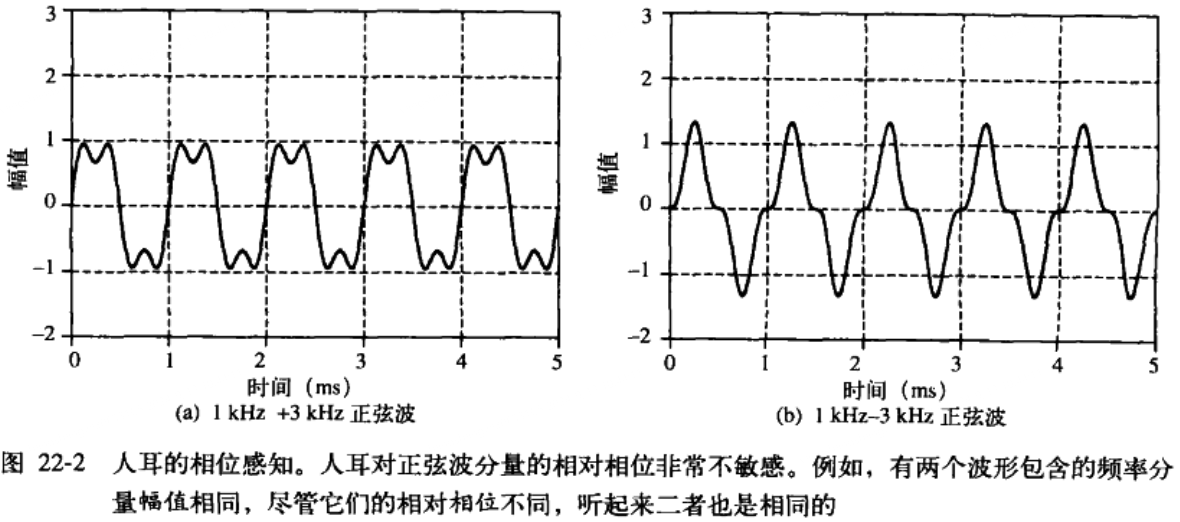 3
2
1
0
−1
−2
幅值
0 1 2 3 4 5
时间（ms）
(a) 1 kHz +3 kHz 正弦波
3
2
1
0
−1
−2
幅值
0 1 2 3 4 5
时间（ms）
(b) 1 kHz–3 kHz 正弦波
图 22-2 人耳的相位感知。人耳对正弦波分量的相对相位非常不敏感。例如，有两个波形包含的频率分
量幅值相同，尽管它们的相对相位不同，听起来二者也是相同的